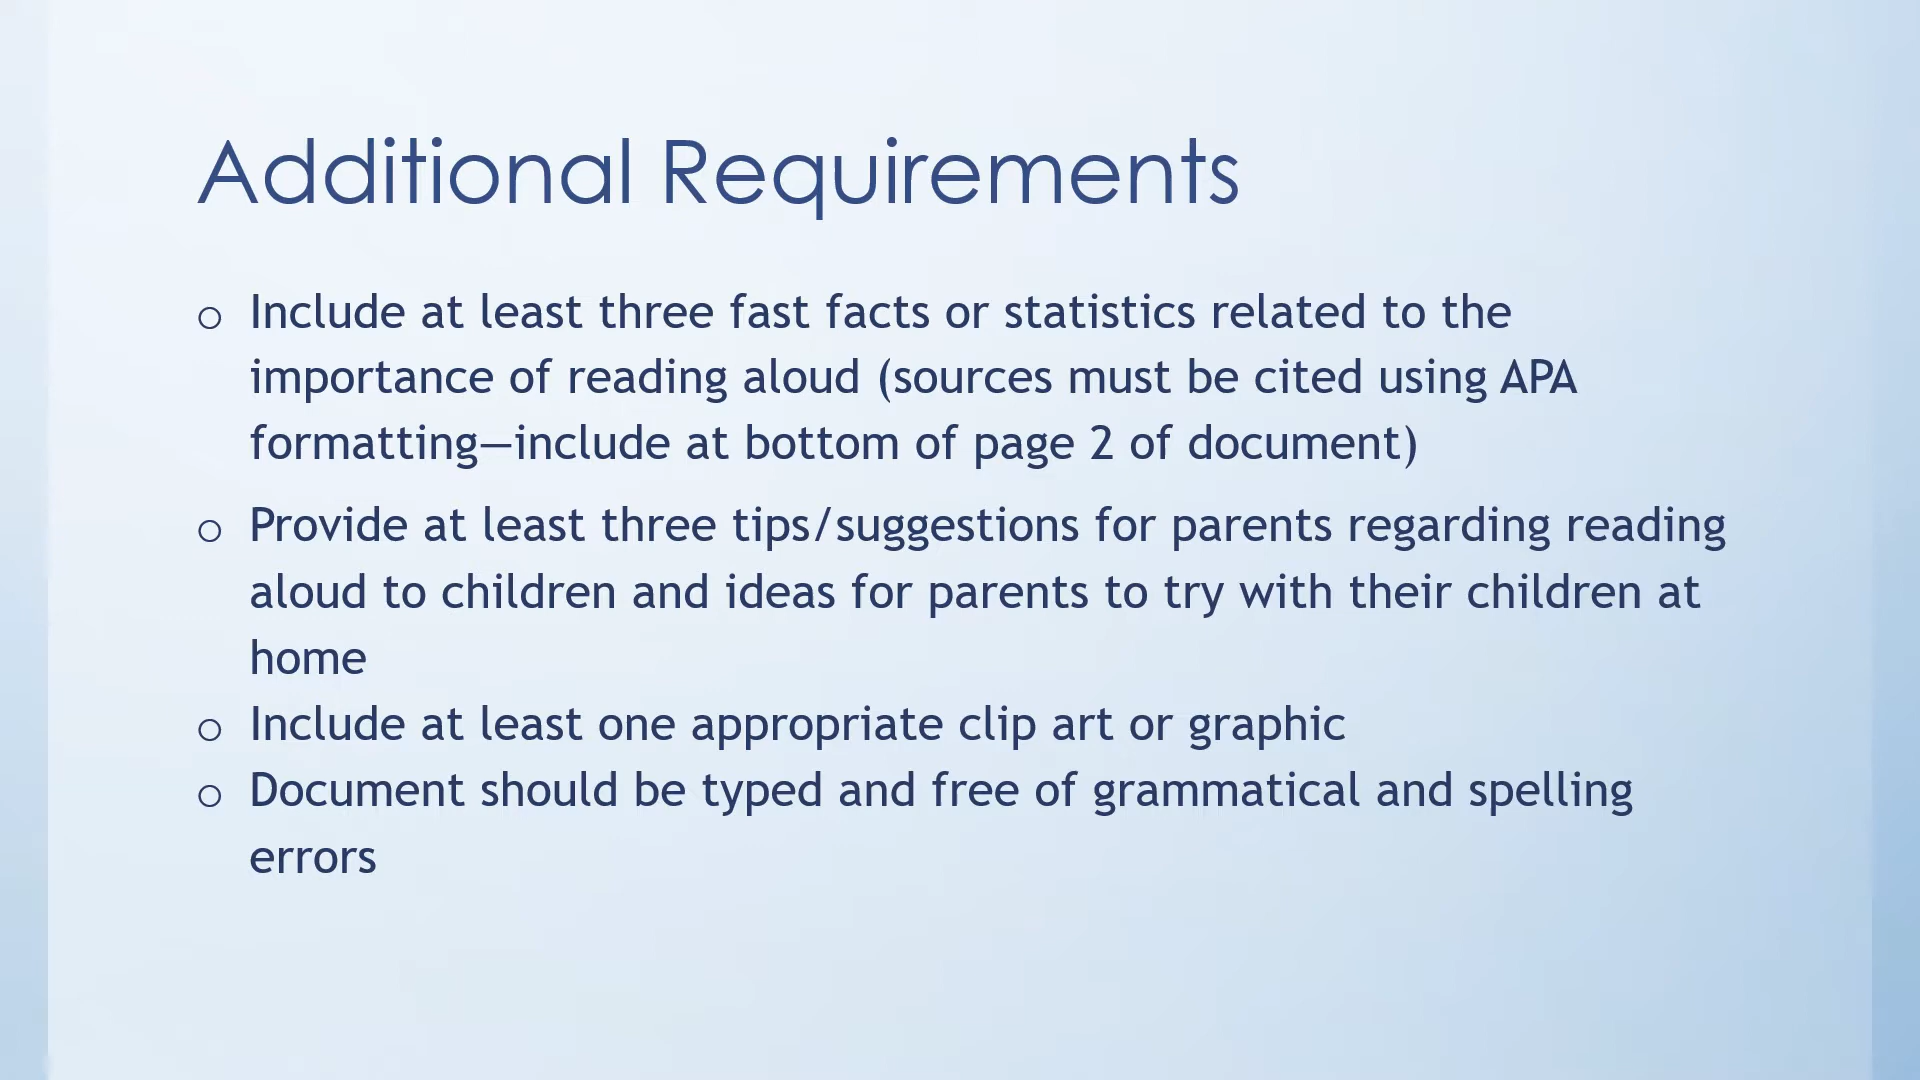 Additional Requirements
o Include at least three fast facts or statistics related to the
importance of reading aloud (sources must be cited using APA
formatting—include at bottom of page 2 of document)
o Provide at least three tips/suggestions for parents regarding reading
aloud to children and ideas for parents to try with their children at
home
o Include at least one appropriate clip art or graphic
o Document should be typed and free of grammatical and spelling
errors